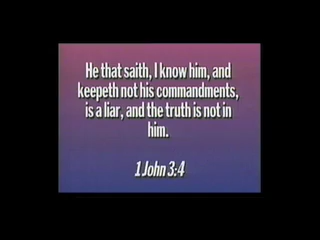 He that saith, I know him, and
keepeth not his commandments,
is a liar, and the truth is not in
him.
1 John 3:4